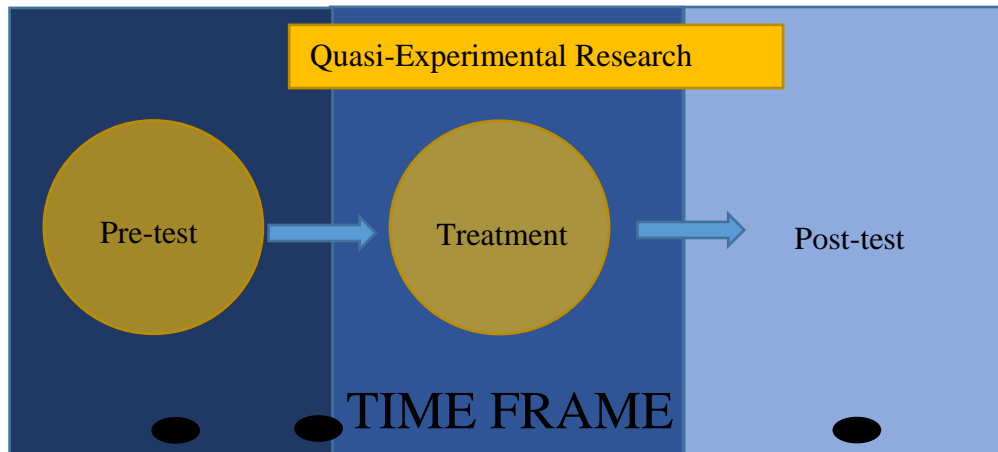 Quasi-Experimental Research
Pre-test
Treatment
Post-test
TIME FRAME